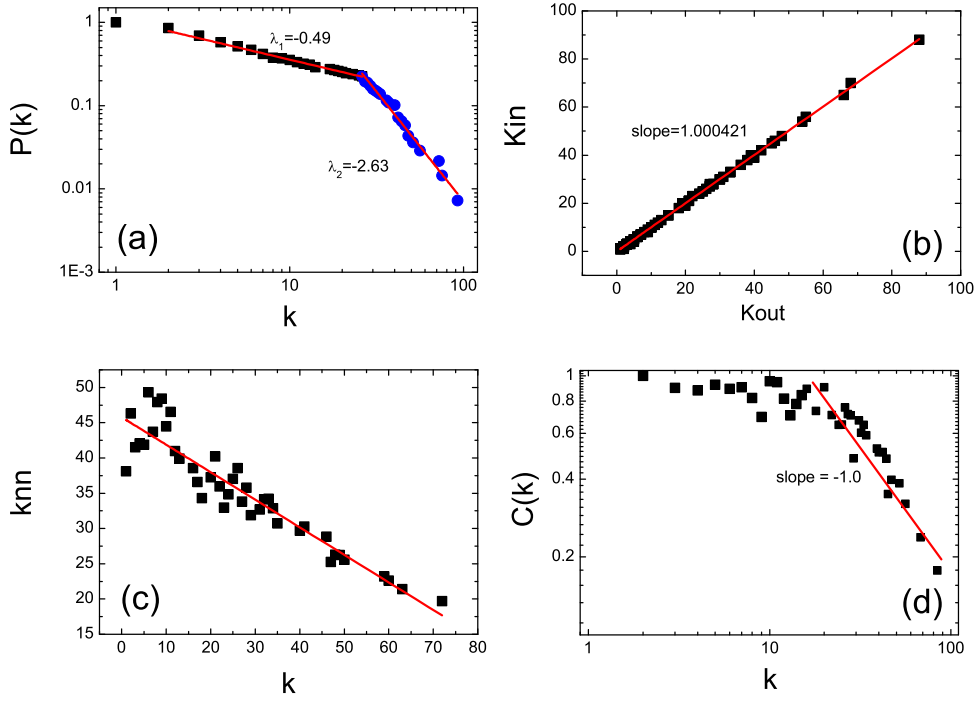 1
0.1
0.01
1E-3
P(k)
λ1=-0.49
λ2=-2.63
(a)
1 10 100
k
100
80
60
40
20
0
Kin
slope=1.000421
(b)
0 20 40 60 80 100
Kout
50
45
40
35
30
25
20
15
knn
(c)
0 10 20 30 40 50 60 70 80
k
1
0.8
0.6
0.4
0.2
C(k)
slope = -1.0
(d)
1 10 100
k